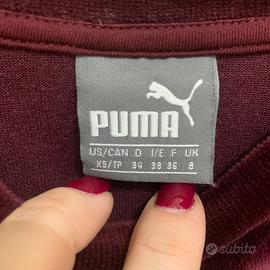 PUMA
US/CAN D I/E F UK
XS/TP 34 38 36 8
subito